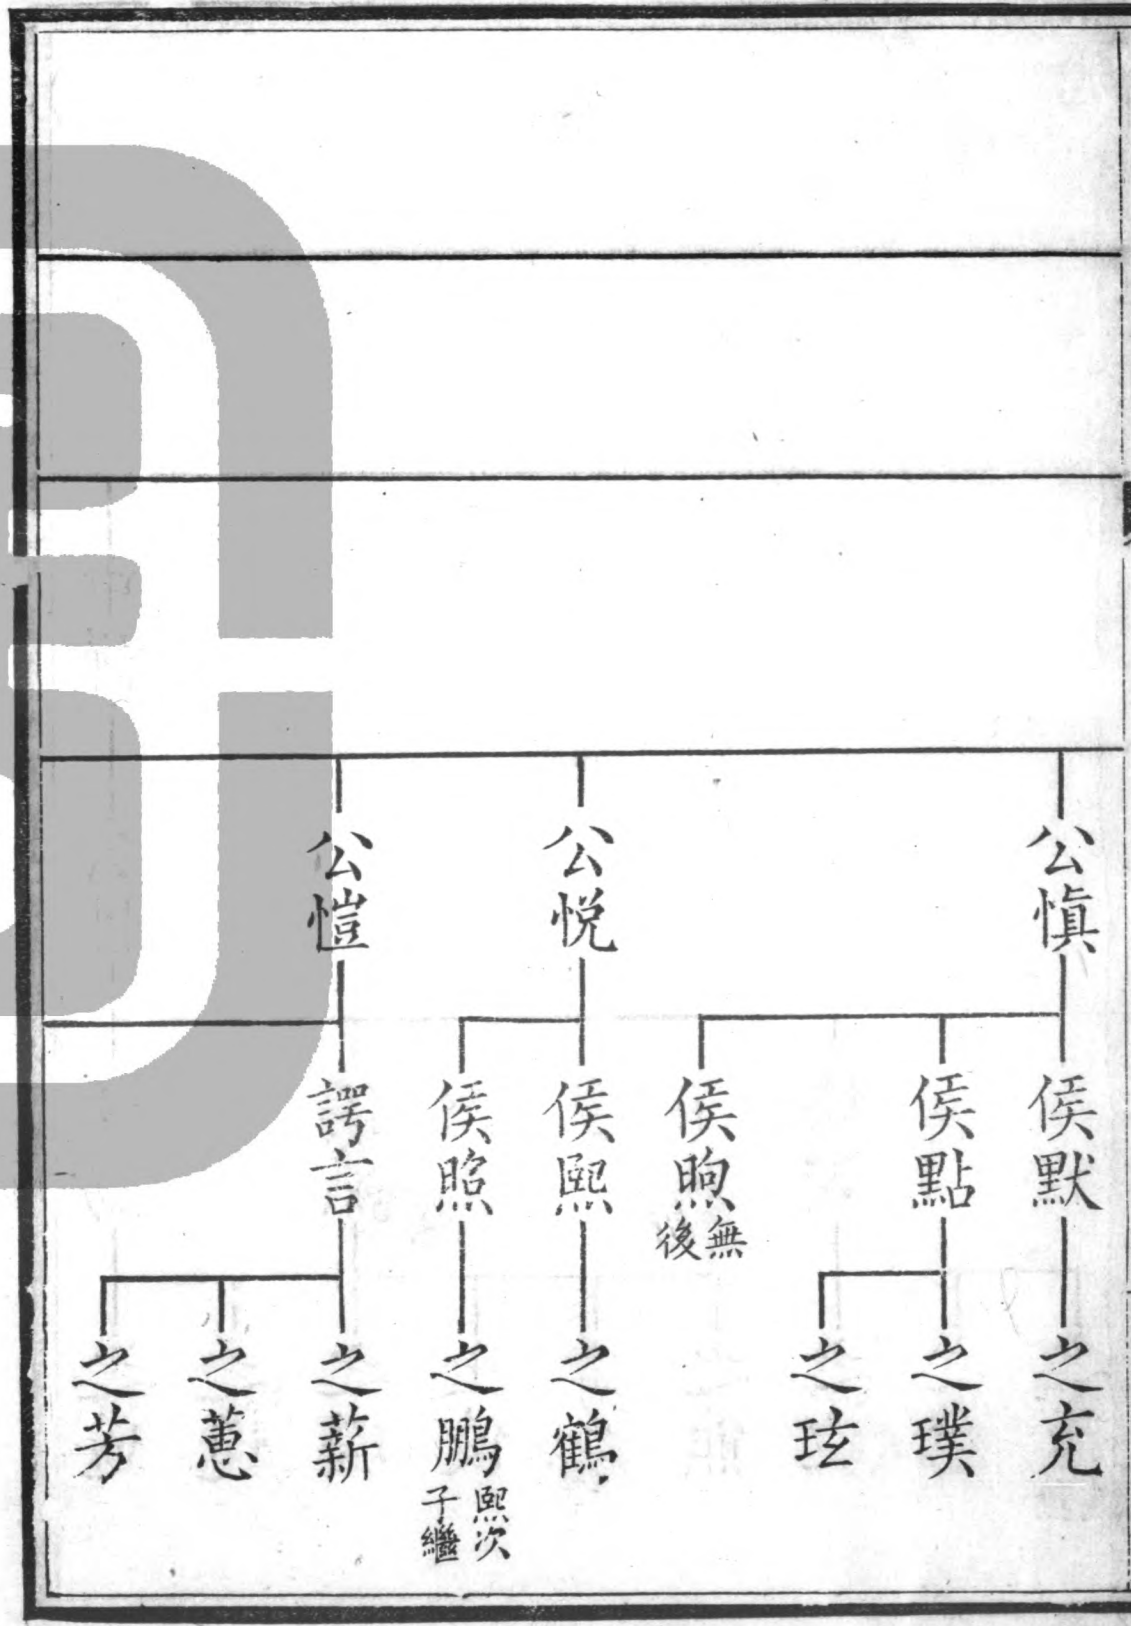 公慎
公悦
公愷
侯默
侯點
侯煦 無後
侯熙
侯照
諤言
之充
之璞
之玹
之鶴
之鵬 熙次子繼
之薪
之蕙
之芳